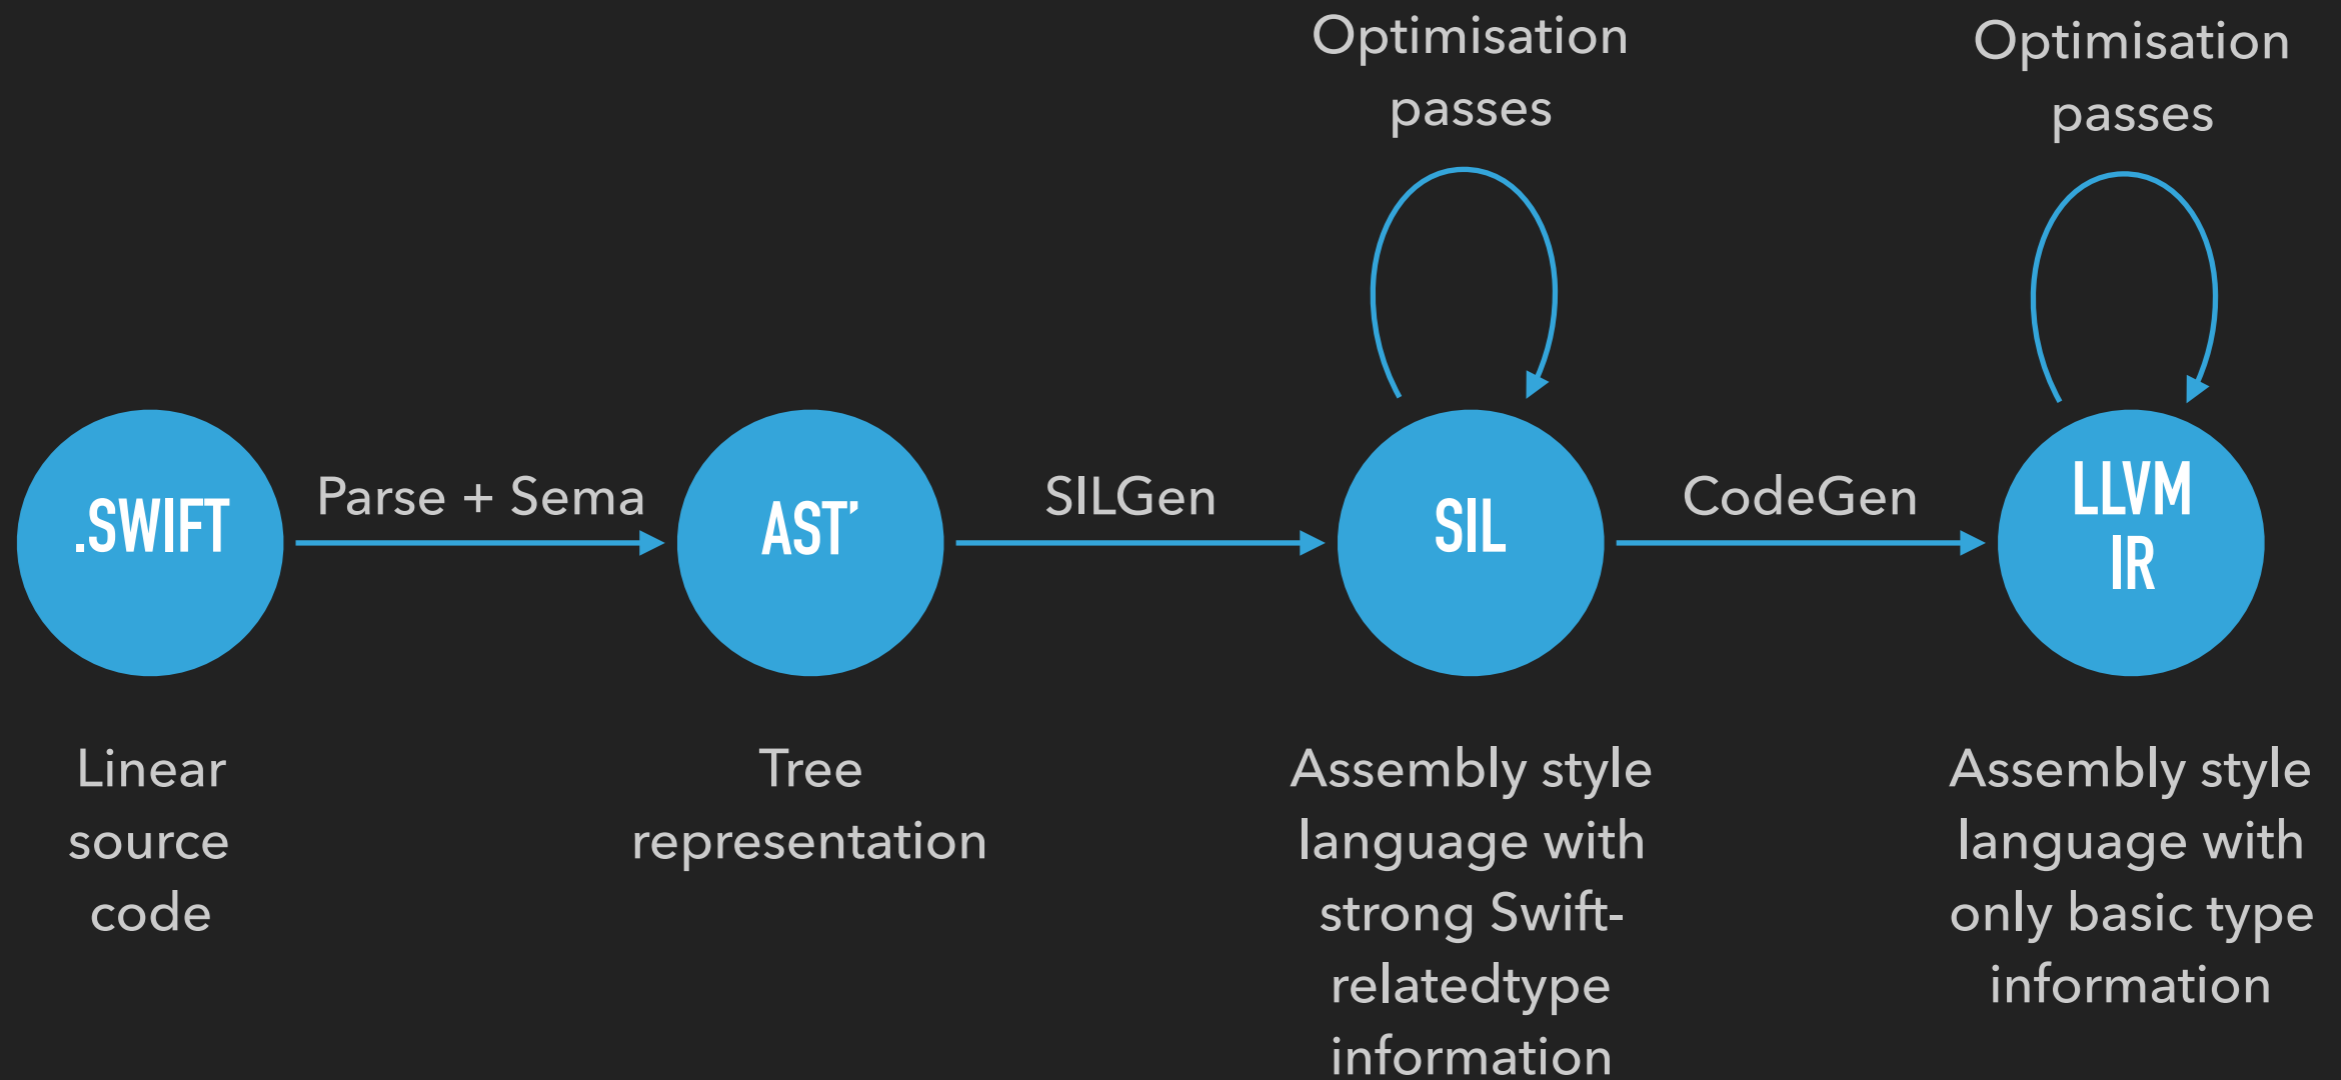 Optimisation
passes
Optimisation
passes
.SWIFT
Parse + Sema
AST’
SILGen
SIL
CodeGen
LLVM
IR
Linear
source
code
Tree
representation
Assembly style
language with
strong Swift-
relatedtype
information
Assembly style
language with
only basic type
information